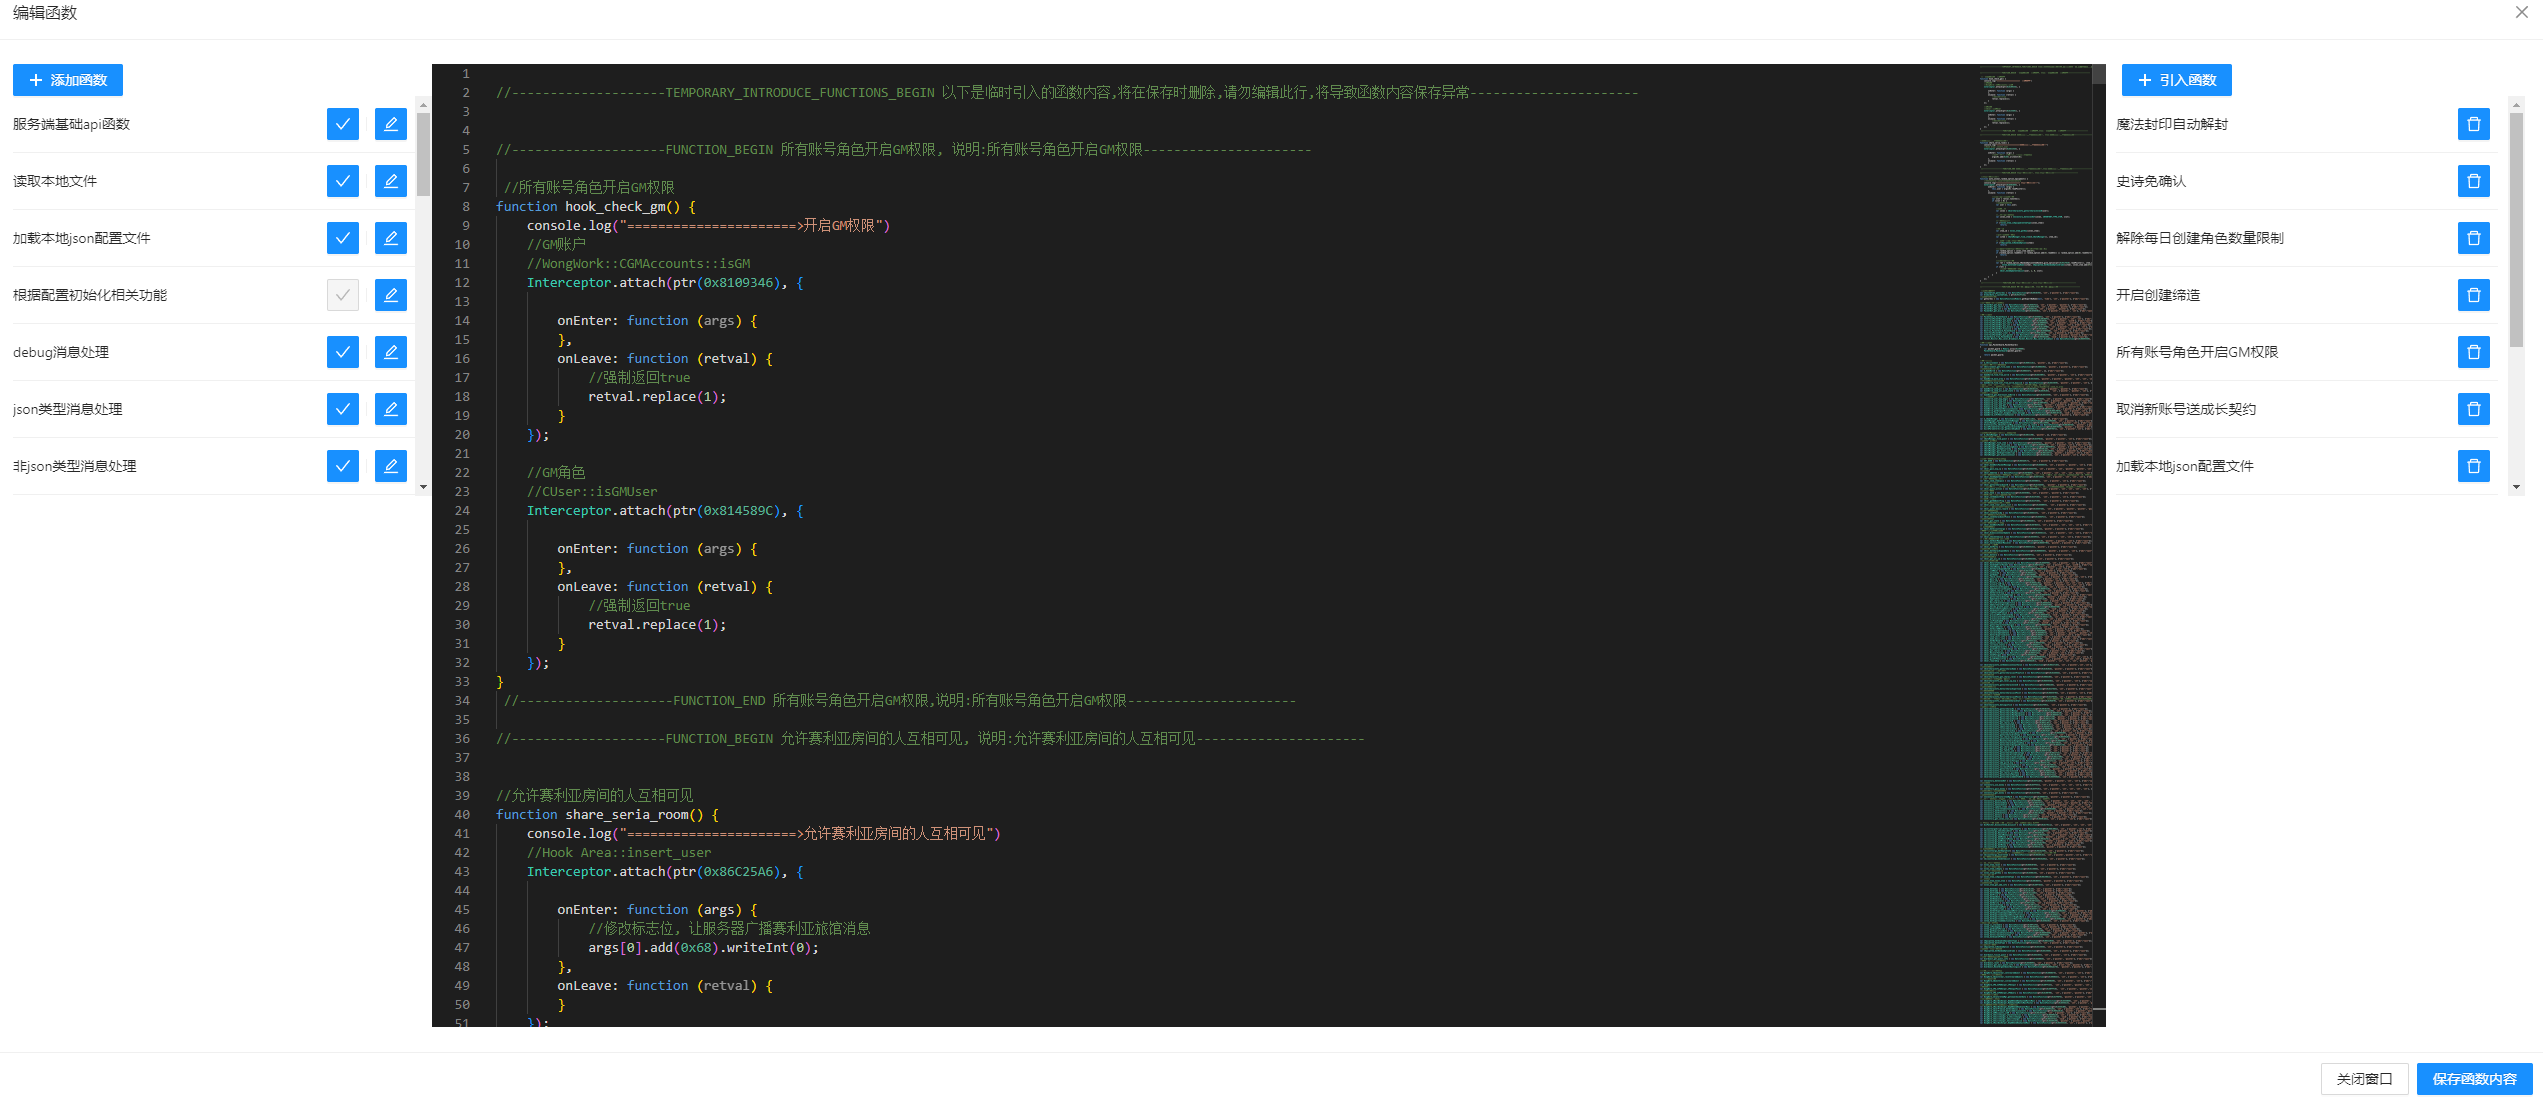 编辑函数
添加函数
服务端基础api函数
读取本地文件
加载本地json配置文件
根据配置初始化相关功能
debug消息处理
json类型消息处理
非json类型消息处理
1
2 //--------------------TEMPORARY_INTRODUCE_FUNCTIONS_BEGIN 以下是临时引入的函数内容,将在保存时删除,请勿编辑此行,将导致函数内容保存异常----------------------
3
4
5 //--------------------FUNCTION_BEGIN 所有账号角色开启GM权限, 说明:所有账号角色开启GM权限----------------------
6
7 //所有账号角色开启GM权限
8 function hook_check_gm() {
9 console.log("======================>开启GM权限")
10 //GM账户
11 //WongWork::CGMAccounts::isGM
12 Interceptor.attach(ptr(0x8109346), {
13
14 onEnter: function (args) {
15 },
16 onLeave: function (retval) {
17 //强制返回true
18 retval.replace(1);
19 }
20 });
21
22 //GM角色
23 //CUser::isGMUser
24 Interceptor.attach(ptr(0x814589C), {
25
26 onEnter: function (args) {
27 },
28 onLeave: function (retval) {
29 //强制返回true
30 retval.replace(1);
31 }
32 });
33 }
34 //--------------------FUNCTION_END 所有账号角色开启GM权限,说明:所有账号角色开启GM权限----------------------
35
36 //--------------------FUNCTION_BEGIN 允许赛利亚房间的人互相可见, 说明:允许赛利亚房间的人互相可见----------------------
37
38
39 //允许赛利亚房间的人互相可见
40 function share_seria_room() {
41 console.log("======================>允许赛利亚房间的人互相可见")
42 //Hook Area::insert_user
43 Interceptor.attach(ptr(0x86C25A6), {
44
45 onEnter: function (args) {
46 //修改标志位, 让服务器广播赛利亚旅馆消息
47 args[0].add(0x68).writeInt(0);
48 },
49 onLeave: function (retval) {
50 }
51 });
引入函数
魔法封印自动解封
史诗免确认
解除每日创建角色数量限制
开启创建缔造
所有账号角色开启GM权限
取消新账号送成长契约
加载本地json配置文件
关闭窗口
保存函数内容